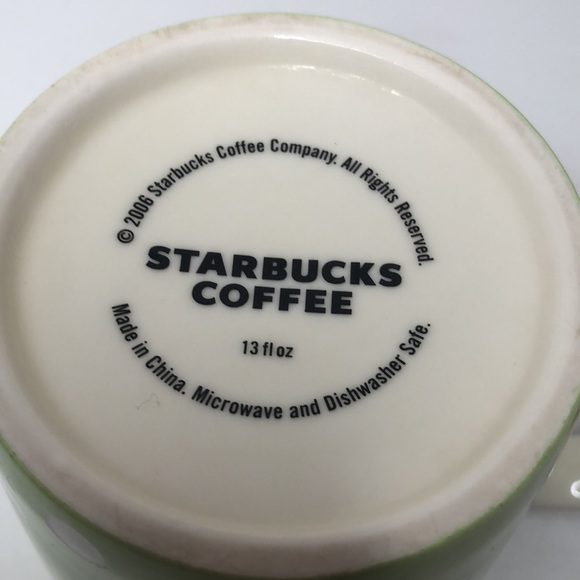 © 2006 Starbucks Coffee Company. All Rights Reserved.
STARBUCKS
COFFEE
13 fl oz
Made in China. Microwave and Dishwasher Safe.